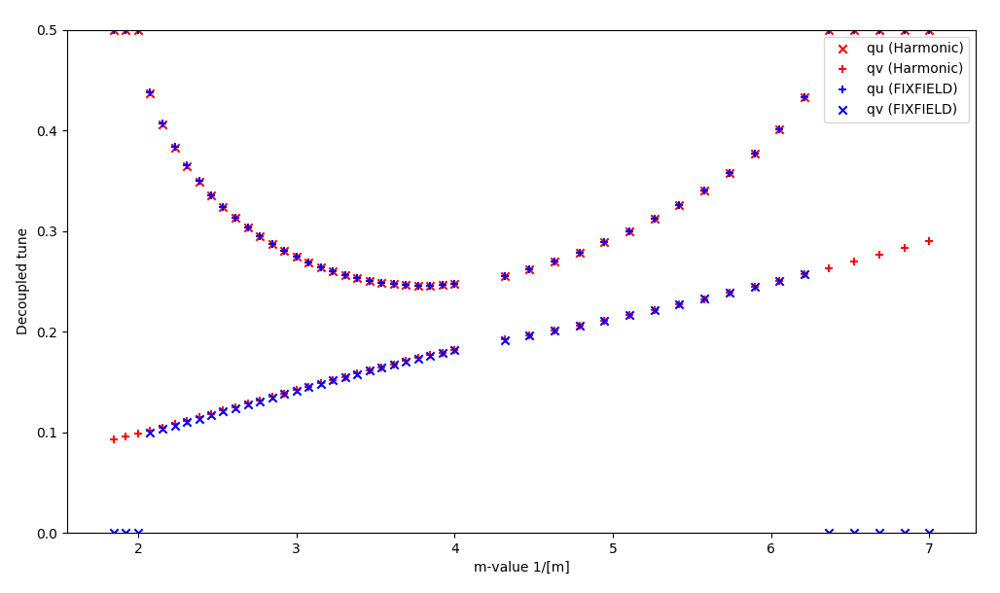 0.5
0.4
0.3
0.2
0.1
0.0
Decoupled tune
qu (Harmonic)
qv (Harmonic)
qu (FIXFIELD)
qv (FIXFIELD)
2 3 4 5 6 7
m-value 1/[m]